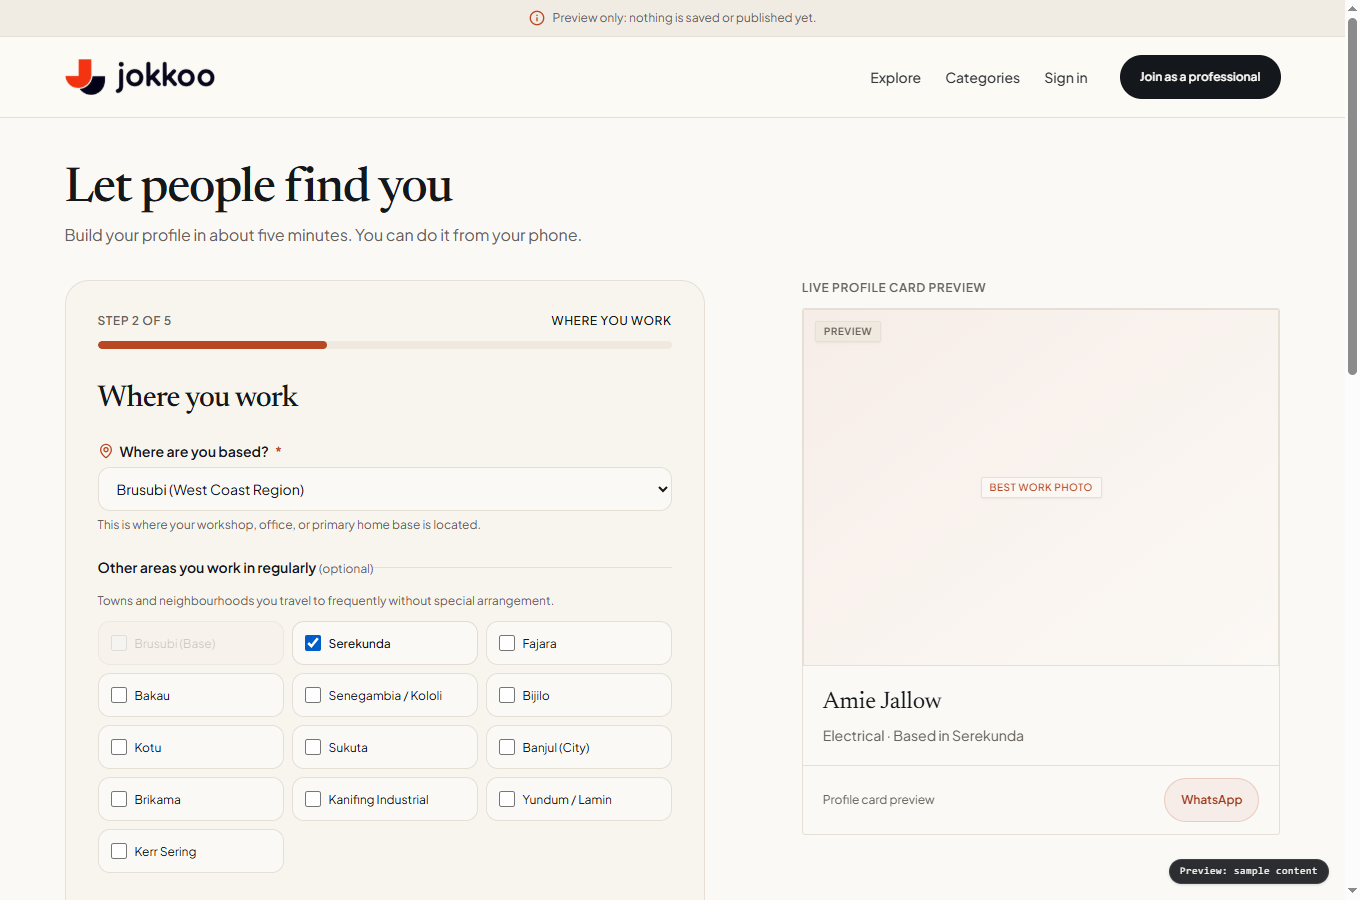 Preview only: nothing is saved or published yet.
jokkoo
Explore
Categories
Sign in
Join as a professional
Let people find you
Build your profile in about five minutes. You can do it from your phone.
STEP 2 OF 5
WHERE YOU WORK
Where you work
Where are you based? *
Brusubi (West Coast Region)
This is where your workshop, office, or primary home base is located.
Other areas you work in regularly (optional)
Towns and neighbourhoods you travel to frequently without special arrangement.
Brusubi (Base)
Serekunda
Fajara
Bakau
Senegambia / Kololi
Bijilo
Kotu
Sukuta
Banjul (City)
Brikama
Kanifing Industrial
Yundum / Lamin
Kerr Sering
LIVE PROFILE CARD PREVIEW
PREVIEW
BEST WORK PHOTO
Amie Jallow
Electrical · Based in Serekunda
Profile card preview
WhatsApp
Preview: sample content